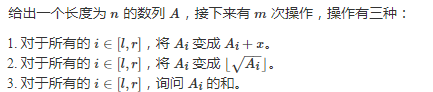 给出一个长度为 n 的数列 A，接下来有 m 次操作，操作有三种：
1. 对于所有的 i ∈ [l, r]，将 A_i 变成 A_i + x。
2. 对于所有的 i ∈ [l, r]，将 A_i 变成 ⌊√A_i⌋。
3. 对于所有的 i ∈ [l, r]，询问 A_i 的和。